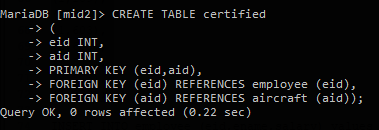 MariaDB [mid2]> CREATE TABLE certified
-> (
-> eid INT,
-> aid INT,
-> PRIMARY KEY (eid,aid),
-> FOREIGN KEY (eid) REFERENCES employee (eid),
-> FOREIGN KEY (aid) REFERENCES aircraft (aid));
Query OK, 0 rows affected (0.22 sec)